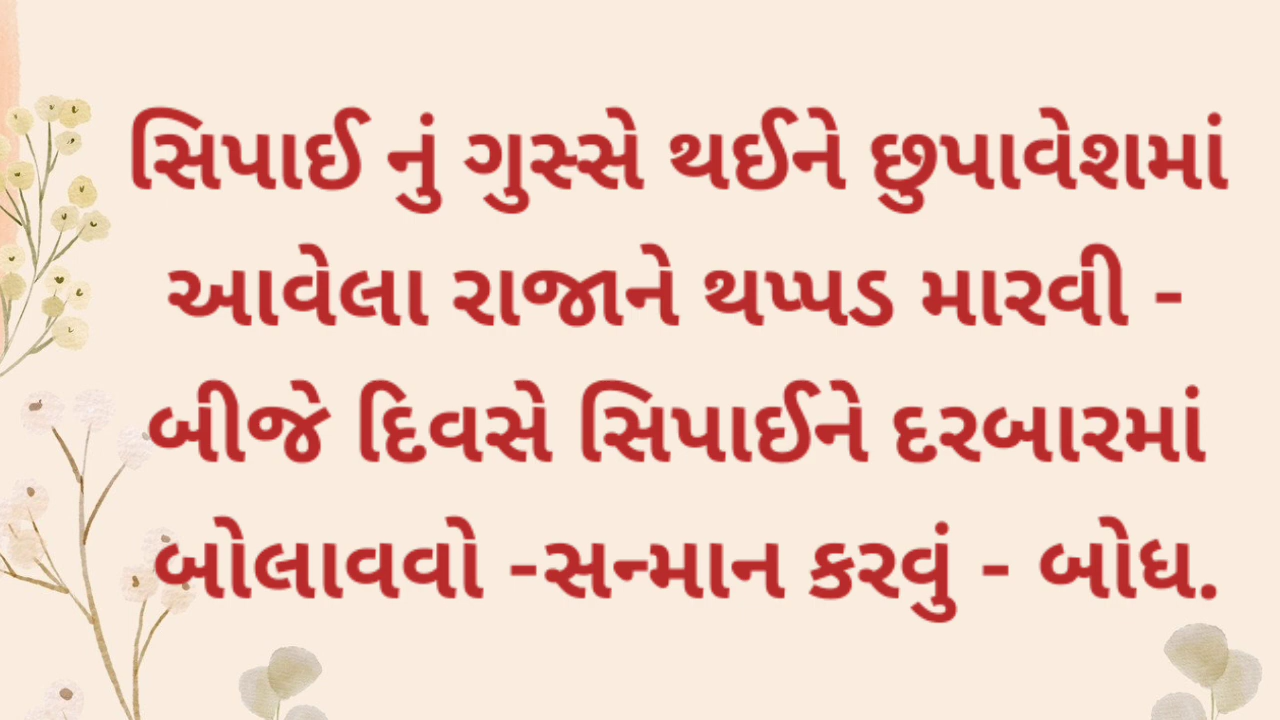 સિપાઈ નું ગુસ્સે થઈને છુપાવેશમાં
આવેલા રાજાને થપ્પડ મારવી -
બીજે દિવસે સિપાઈને દરબારમાં
બોલાવવો -સન્માન કરવું - બોધ.